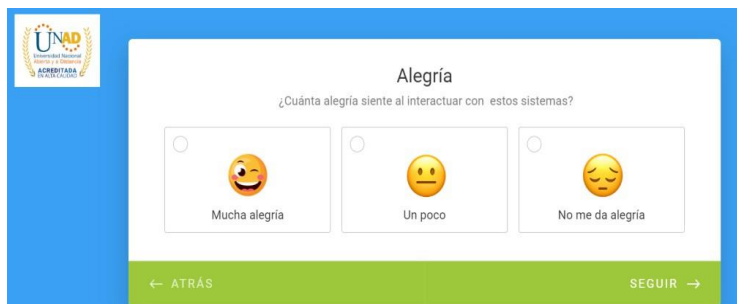 UNAD
Universidad Nacional
Abierta y a Distancia
ACREDITADA
EN ALTA CALIDAD
Alegría
¿Cuánta alegría siente al interactuar con estos sistemas?
Mucha alegría
Un poco
No me da alegría
← ATRÁS
SEGUIR →